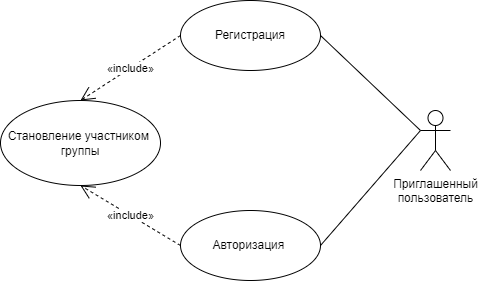 Регистрация
«include»
Становление участником
группы
Приглашенный
пользователь
«include»
Авторизация